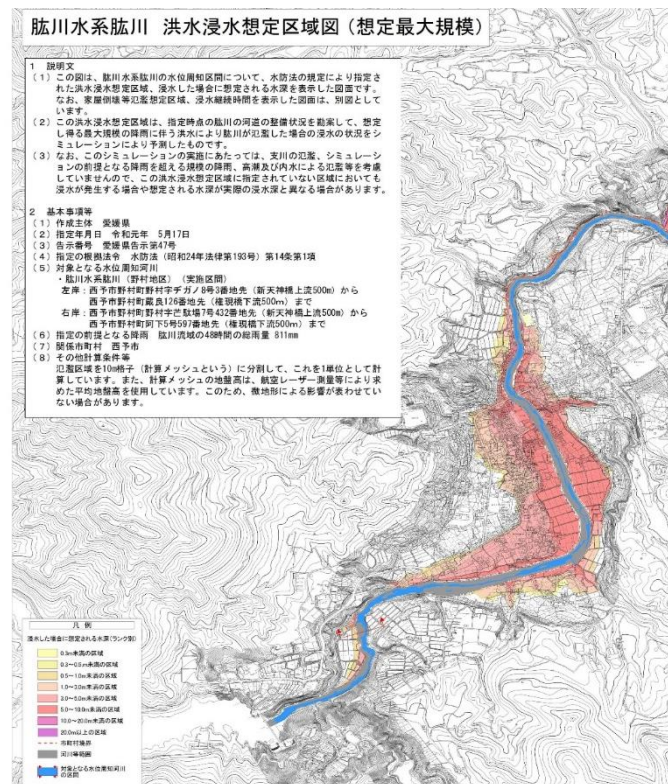 肱川水系肱川 洪水浸水想定区域図（想定最大規模）
1 説明文
（1）この図は、肱川水系肱川の水位周知区間について、水防法の規定により指定さ
れた洪水浸水想定区域、浸水した場合に想定される水深を表示した図面です。
なお、家屋倒壊等氾濫想定区域、浸水継続時間を表示した図面は、別図として
います。
（2）この洪水浸水想定区域は、指定時点の肱川の河道の整備状況を勘案して、想定
し得る最大規模の降雨に伴う洪水により肱川が氾濫した場合の浸水の状況をシ
ミュレーションにより予測したものです。
（3）なお、このシミュレーションの実施にあたっては、支川の氾濫、シミュレーシ
ョンの前提となる降雨を超える規模の降雨、高潮及び内水による氾濫等を考慮
していませんので、この洪水浸水想定区域に指定されていない区域においても
浸水が発生する場合や想定される水深が実際の浸水深と異なる場合があります。
2 基本事項等
（1）作成主体 愛媛県
（2）指定年月日 令和元年 5月17日
（3）告示番号 愛媛県告示第47号
（4）指定の根拠法令 水防法（昭和24年法律第193号）第14条第1項
（5）対象となる水位周知河川
・肱川水系肱川（野村地区）（実施区間）
左岸：西予市野村町野村字ヂガノ8号3番地先（新天神橋上流500m）から
西予市野村町蔵良126番地先（権現橋下流500m）まで
右岸：西予市野村町野村字芒駄場7号432番地先（新天神橋上流500m）から
西予市野村町阿下5号597番地先（権現橋下流500m）まで
（6）指定の前提となる降雨 肱川流域の48時間の総雨量 811mm
（7）関係市町村 西予市
（8）その他計算条件等
氾濫区域を10m格子（計算メッシュという）に分割して、これを1単位として計
算しています。また、計算メッシュの地盤高は、航空レーザー測量等により求
めた平均地盤高を使用しています。このため、微地形による影響が表わせてい
ない場合があります。
凡 例
浸水した場合に想定される水深（ランク別）
0.3m未満の区域
0.3～0.5m未満の区域
0.5～1.0m未満の区域
1.0～3.0m未満の区域
3.0～5.0m未満の区域
5.0～10.0m未満の区域
10.0～20.0m未満の区域
20.0m以上の区域
市町村境界
河川等範囲
対象となる水位周知河川
の区間